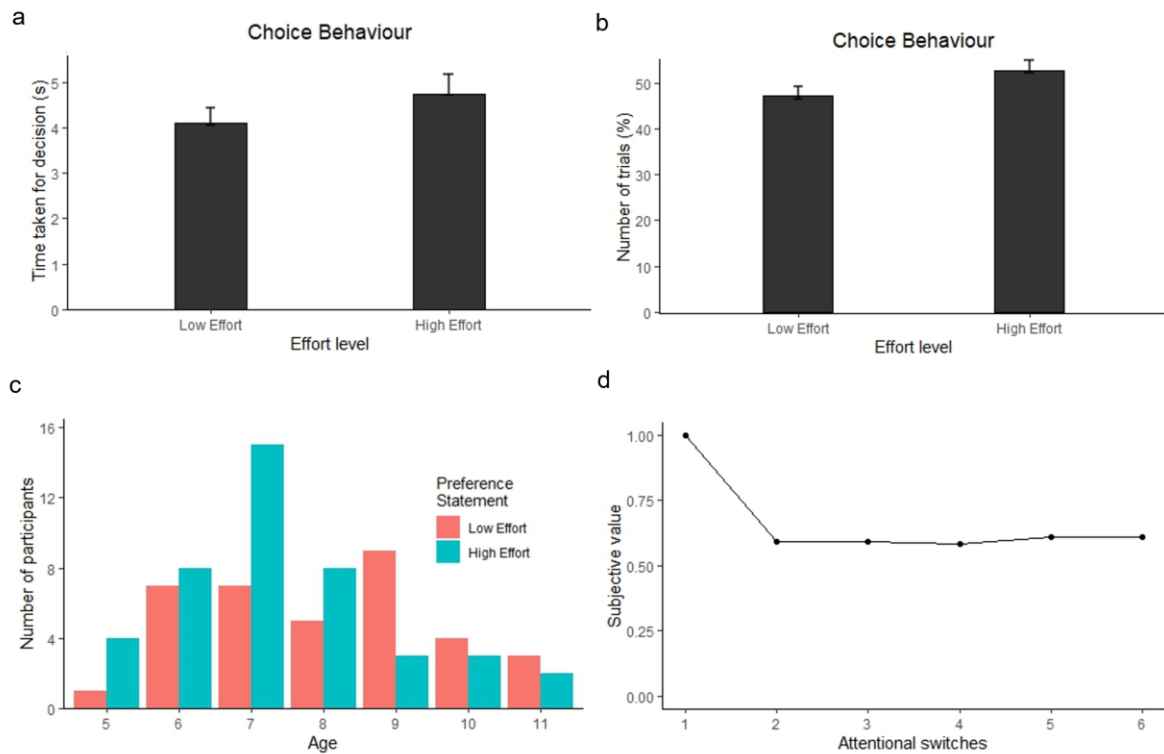 a
Choice Behaviour
Time taken for decision (s)
5
4
3
2
1
0
Low Effort
High Effort
Effort level
b
Choice Behaviour
Number of trials (%)
50
40
30
20
10
0
Low Effort
High Effort
Effort level
c
Number of participants
16
12
8
4
0
Preference
Statement
Low Effort
High Effort
5 6 7 8 9 10 11
Age
d
Subjective value
1.00
0.75
0.50
0.25
0.00
1 2 3 4 5 6
Attentional switches